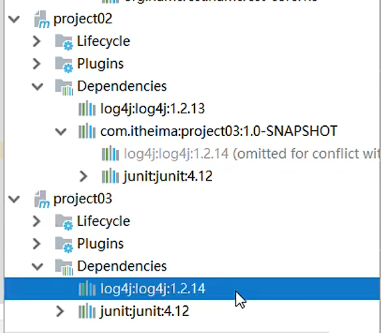 project02
Lifecycle
Plugins
Dependencies
log4j:log4j:1.2.13
com.itheima:project03:1.0-SNAPSHOT
log4j:log4j:1.2.14 (omitted for conflict wit
junit:junit:4.12
project03
Lifecycle
Plugins
Dependencies
log4j:log4j:1.2.14
junit:junit:4.12